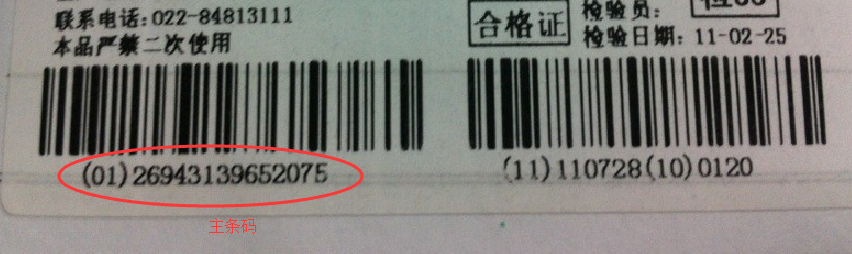 联系电话:022-84813111
本品严禁二次使用
合格证
检验员:
检验日期:11-02-25
(01)26943139652075
(11)110728(10)0120
主条码